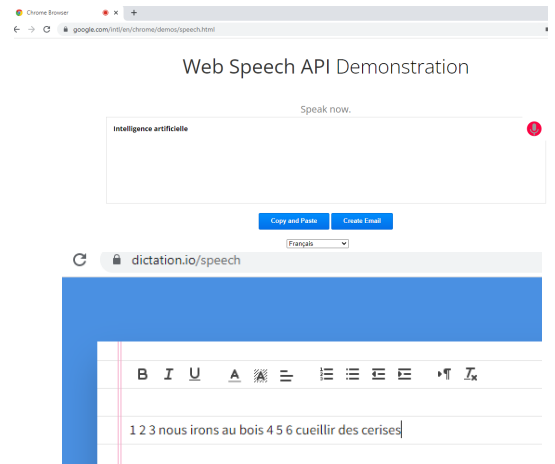 Chrome Browser
google.com/intl/en/chrome/demos/speech.html
Web Speech API Demonstration
Speak now.
Intelligence artificielle
Copy and Paste Create Email
Français
dictation.io/speech
B I U A A
1 2 3 nous irons au bois 4 5 6 cueillir des cerises